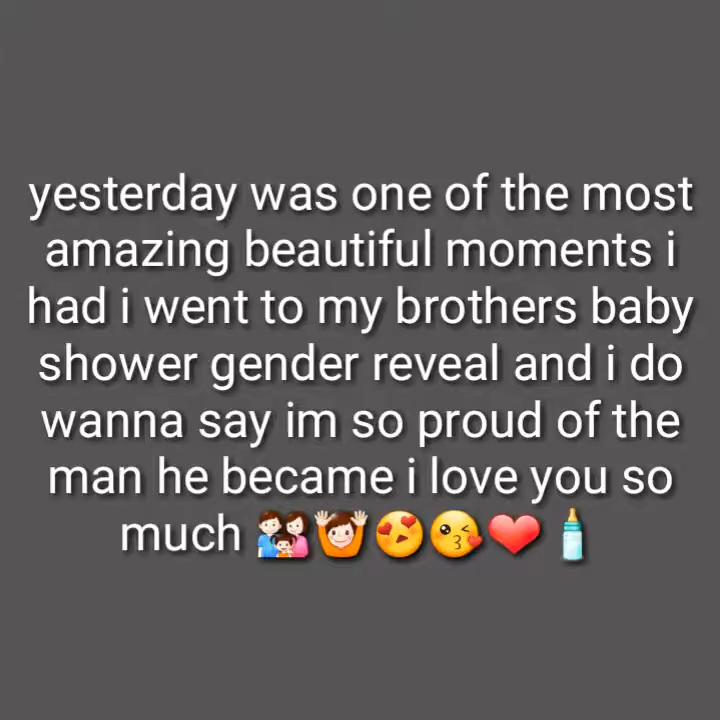 yesterday was one of the most
amazing beautiful moments i
had i went to my brothers baby
shower gender reveal and i do
wanna say im so proud of the
man he became i love you so
much 👪🙌😍😘❤🍼